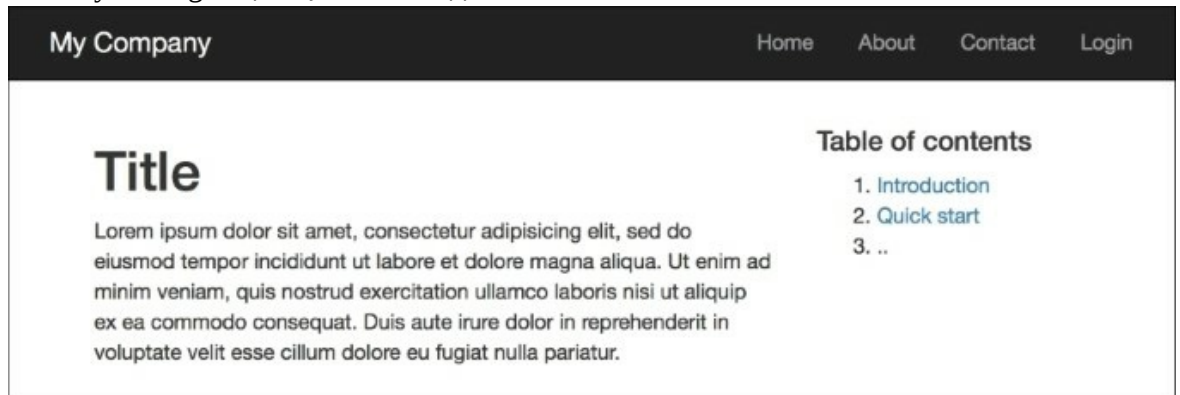 My Company
Home About Contact Login
Title
Lorem ipsum dolor sit amet, consectetur adipisicing elit, sed do
eiusmod tempor incididunt ut labore et dolore magna aliqua. Ut enim ad
minim veniam, quis nostrud exercitation ullamco laboris nisi ut aliquip
ex ea commodo consequat. Duis aute irure dolor in reprehenderit in
voluptate velit esse cillum dolore eu fugiat nulla pariatur.
Table of contents
1. Introduction
2. Quick start
3. ..